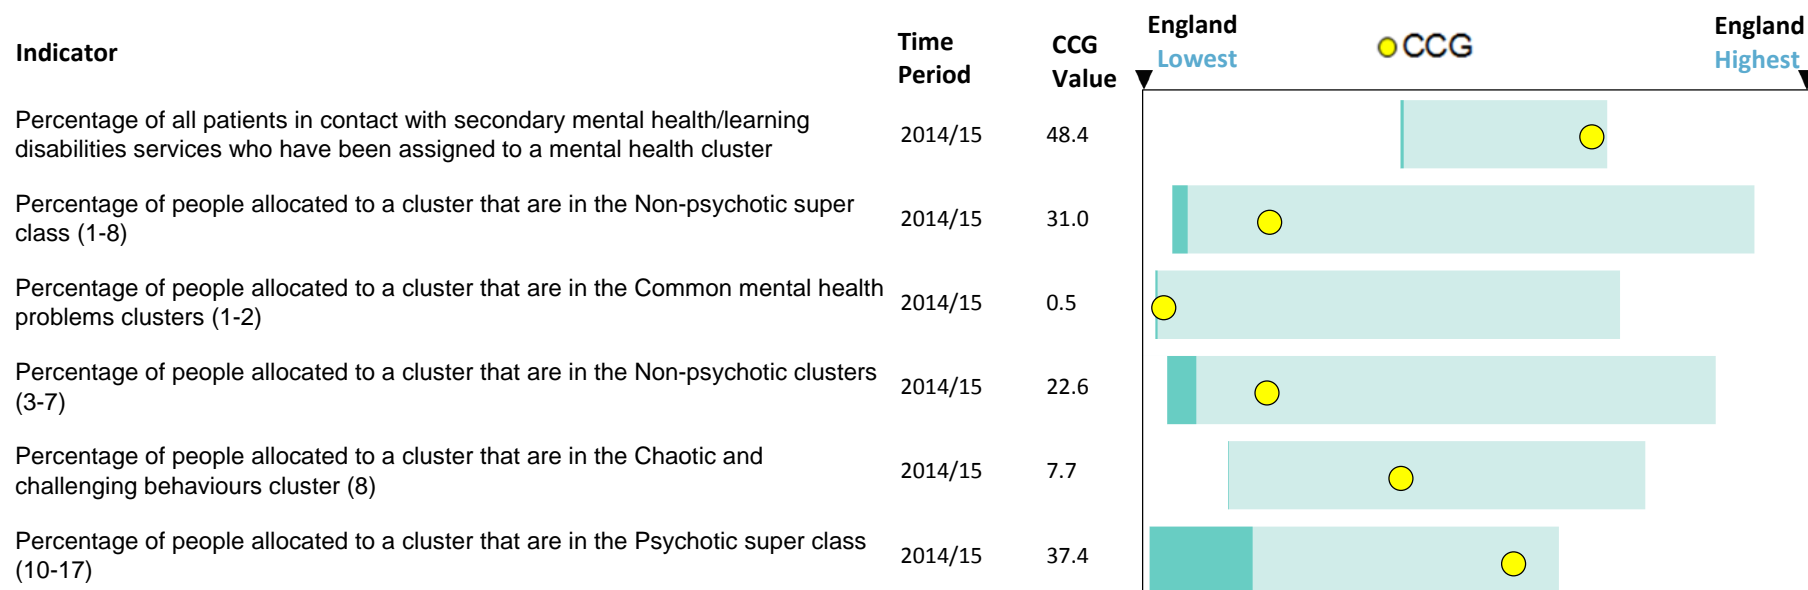 Indicator
Time Period
CCG Value
England Lowest
CCG
England Highest
Percentage of all patients in contact with secondary mental health/learning
disabilities services who have been assigned to a mental health cluster
2014/15
48.4
Percentage of people allocated to a cluster that are in the Non-psychotic super
class (1-8)
2014/15
31.0
Percentage of people allocated to a cluster that are in the Common mental health
problems clusters (1-2)
2014/15
0.5
Percentage of people allocated to a cluster that are in the Non-psychotic clusters
(3-7)
2014/15
22.6
Percentage of people allocated to a cluster that are in the Chaotic and
challenging behaviours cluster (8)
2014/15
7.7
Percentage of people allocated to a cluster that are in the Psychotic super class
(10-17)
2014/15
37.4